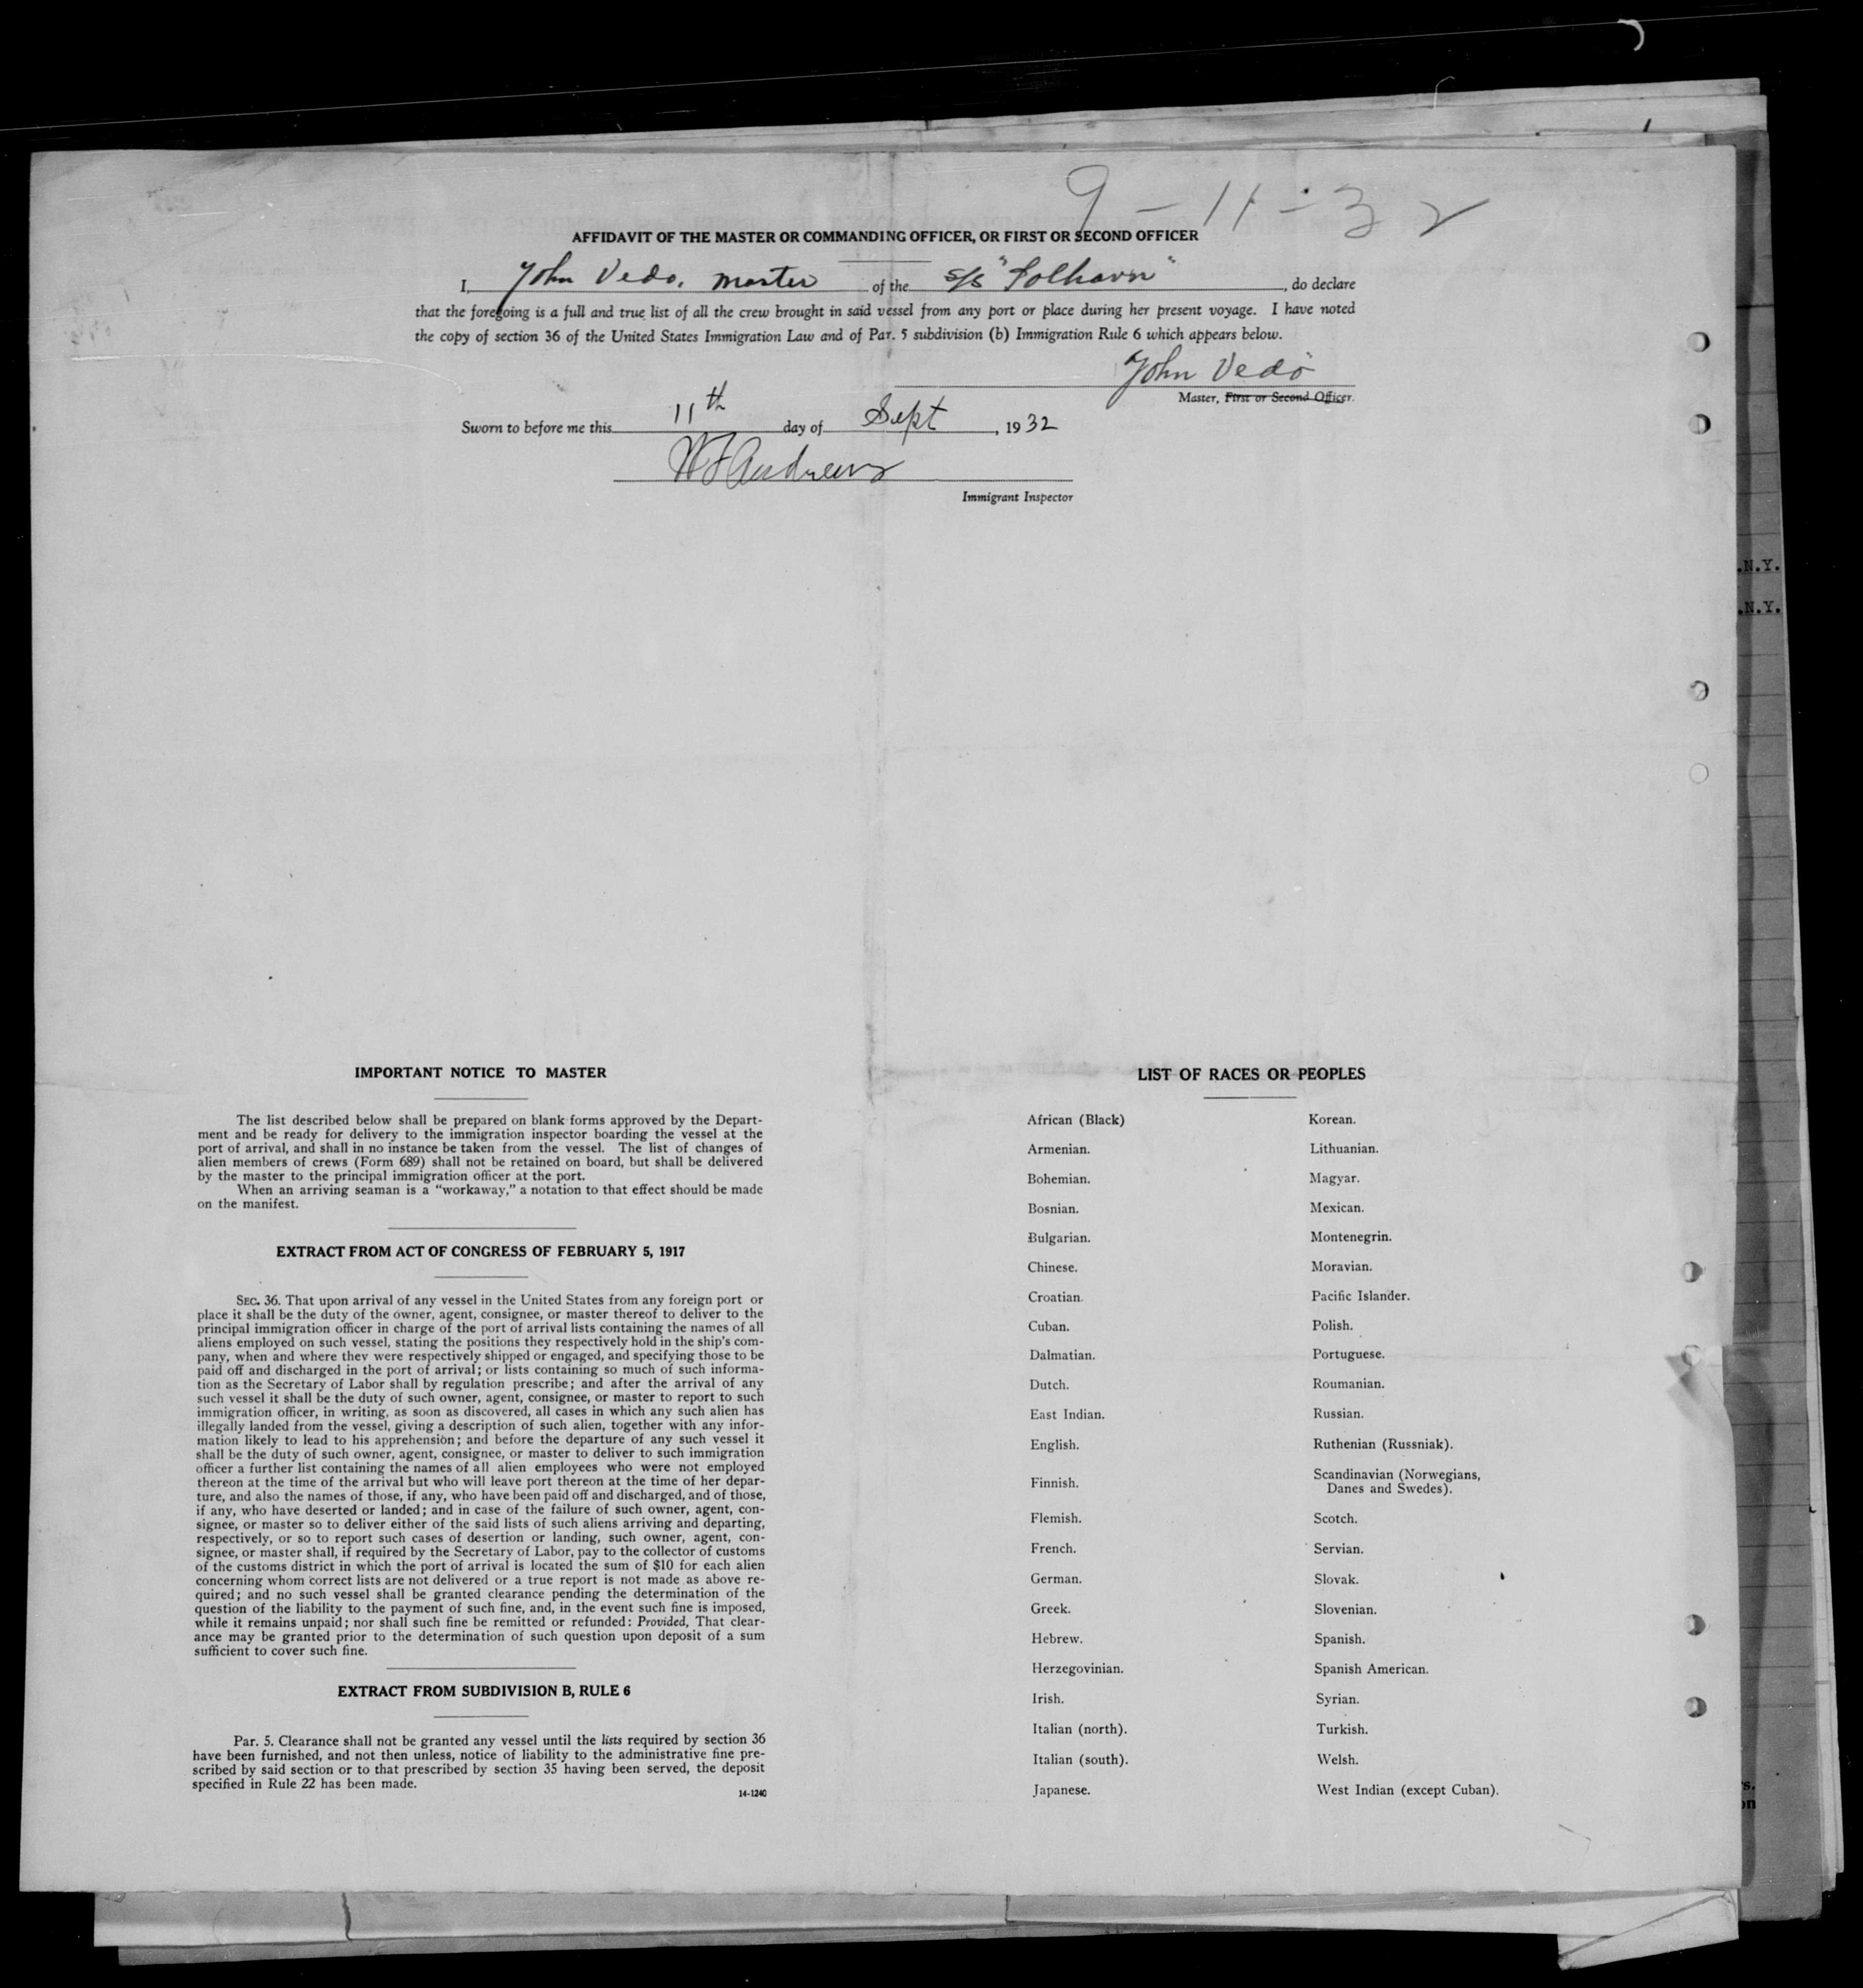 9-11-32
AFFIDAVIT OF THE MASTER OR COMMANDING OFFICER, OR FIRST OR SECOND OFFICER
I, John Vedo, master of the s/s "Solhavn", do declare
that the foregoing is a full and true list of all the crew brought in said vessel from any port or place during her present voyage. I have noted
the copy of section 36 of the United States Immigration Law and of Par. 5 subdivision (b) Immigration Rule 6 which appears below.
John Vedö
Master, First or Second Officer.
Sworn to before me this 11th day of Sept, 1932
W F Andrews
Immigrant Inspector
.N.Y.
.N.Y.
IMPORTANT NOTICE TO MASTER
The list described below shall be prepared on blank forms approved by the Depart-
ment and be ready for delivery to the immigration inspector boarding the vessel at the
port of arrival, and shall in no instance be taken from the vessel. The list of changes of
alien members of crews (Form 689) shall not be retained on board, but shall be delivered
by the master to the principal immigration officer at the port.
When an arriving seaman is a "workaway," a notation to that effect should be made
on the manifest.
EXTRACT FROM ACT OF CONGRESS OF FEBRUARY 5, 1917
SEC. 36. That upon arrival of any vessel in the United States from any foreign port or
place it shall be the duty of the owner, agent, consignee, or master thereof to deliver to the
principal immigration officer in charge of the port of arrival lists containing the names of all
aliens employed on such vessel, stating the positions they respectively hold in the ship's com-
pany, when and where they were respectively shipped or engaged, and specifying those to be
paid off and discharged in the port of arrival; or lists containing so much of such informa-
tion as the Secretary of Labor shall by regulation prescribe; and after the arrival of any
such vessel it shall be the duty of such owner, agent, consignee, or master to report to such
immigration officer, in writing, as soon as discovered, all cases in which any such alien has
illegally landed from the vessel, giving a description of such alien, together with any infor-
mation likely to lead to his apprehension; and before the departure of any such vessel it
shall be the duty of such owner, agent, consignee, or master to deliver to such immigration
officer a further list containing the names of all alien employees who were not employed
thereon at the time of the arrival but who will leave port thereon at the time of her depar-
ture, and also the names of those, if any, who have been paid off and discharged, and of those,
if any, who have deserted or landed; and in case of the failure of such owner, agent, con-
signee, or master so to deliver either of the said lists of such aliens arriving and departing,
respectively, or so to report such cases of desertion or landing, such owner, agent, con-
signee, or master shall, if required by the Secretary of Labor, pay to the collector of customs
of the customs district in which the port of arrival is located the sum of $10 for each alien
concerning whom correct lists are not delivered or a true report is not made as above re-
quired; and no such vessel shall be granted clearance pending the determination of the
question of the liability to the payment of such fine, and, in the event such fine is imposed,
while it remains unpaid; nor shall such fine be remitted or refunded: Provided, That clear-
ance may be granted prior to the determination of such question upon deposit of a sum
sufficient to cover such fine.
EXTRACT FROM SUBDIVISION B, RULE 6
Par. 5. Clearance shall not be granted any vessel until the lists required by section 36
have been furnished, and not then unless, notice of liability to the administrative fine pre-
scribed by said section or to that prescribed by section 35 having been served, the deposit
specified in Rule 22 has been made.
14-1240
LIST OF RACES OR PEOPLES
African (Black)
Armenian.
Bohemian.
Bosnian.
Bulgarian.
Chinese.
Croatian.
Cuban.
Dalmatian.
Dutch.
East Indian.
English.
Finnish.
Flemish.
French.
German.
Greek.
Hebrew.
Herzegovinian.
Irish.
Italian (north).
Italian (south).
Japanese.
Korean.
Lithuanian.
Magyar.
Mexican.
Montenegrin.
Moravian.
Pacific Islander.
Polish.
Portuguese.
Roumanian.
Russian.
Ruthenian (Russniak).
Scandinavian (Norwegians,
Danes and Swedes).
Scotch.
Servian.
Slovak.
Slovenian.
Spanish.
Spanish American.
Syrian.
Turkish.
Welsh.
West Indian (except Cuban).